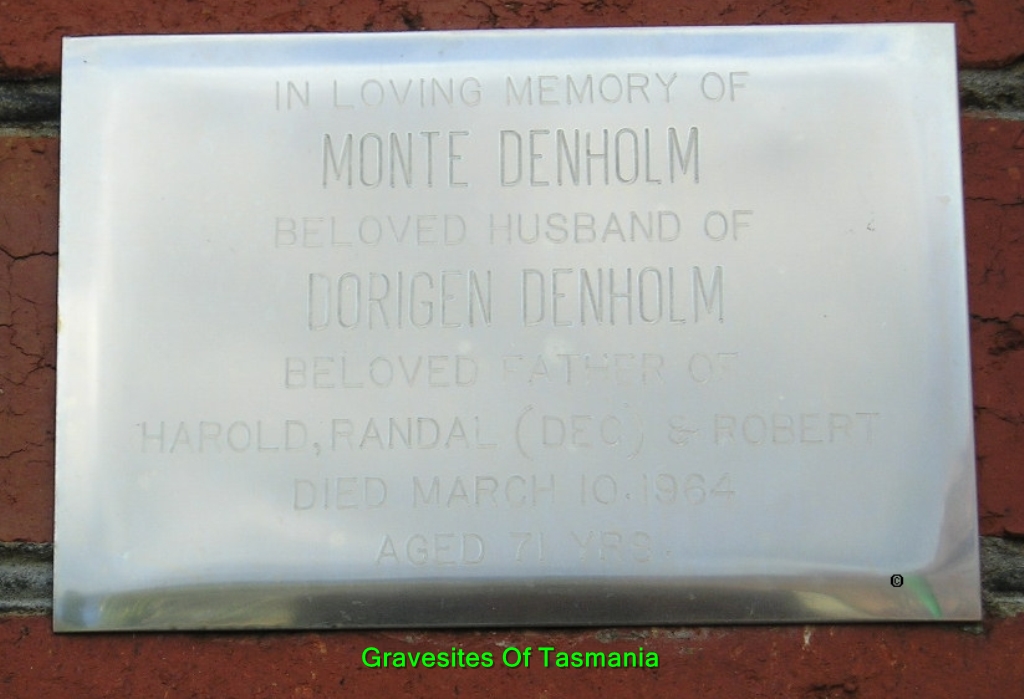 IN LOVING MEMORY OF
MONTE DENHOLM
BELOVED HUSBAND OF
DORIGEN DENHOLM
BELOVED FATHER OF
HAROLD, RANDAL (DEC) & ROBERT
DIED MARCH 10.1964
AGED 71 YRS.
©
Gravesites Of Tasmania